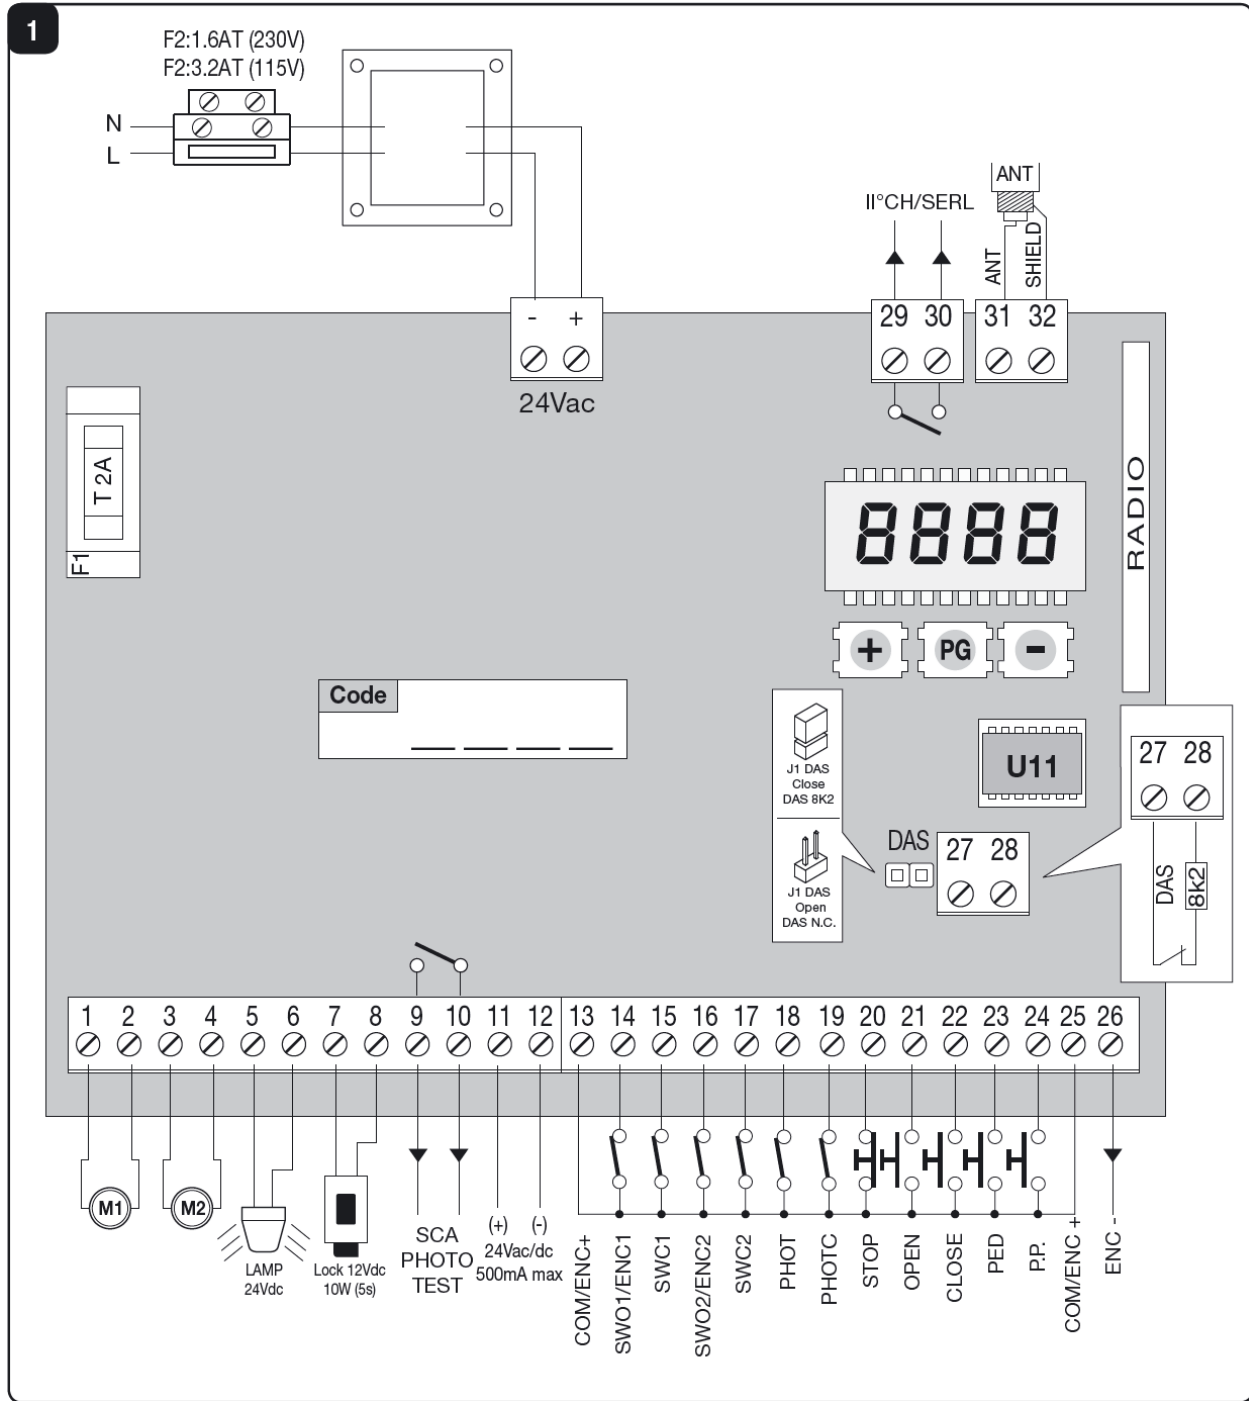 1
F2:1.6AT (230V)
F2:3.2AT (115V)
N
L
ANT
II°CH/SERL
ANT
SHIELD
- +
29 30 31 32
24Vac
T 2A
F1
8888
RADIO
+ PG -
Code
J1 DAS
Close
DAS 8K2
J1 DAS
Open
DAS N.C.
U11
27 28
DAS
8k2
DAS
27 28
1 2 3 4 5 6 7 8 9 10 11 12 13 14 15 16 17 18 19 20 21 22 23 24 25 26
M1
M2
LAMP
24Vdc
Lock 12Vdc
10W (5s)
SCA
PHOTO
TEST
(+) (-)
24Vac/dc
500mA max
COM/ENC+
SWO1/ENC1
SWC1
SWO2/ENC2
SWC2
PHOT
PHOTC
STOP
OPEN
CLOSE
PED
P.P.
COM/ENC +
ENC -